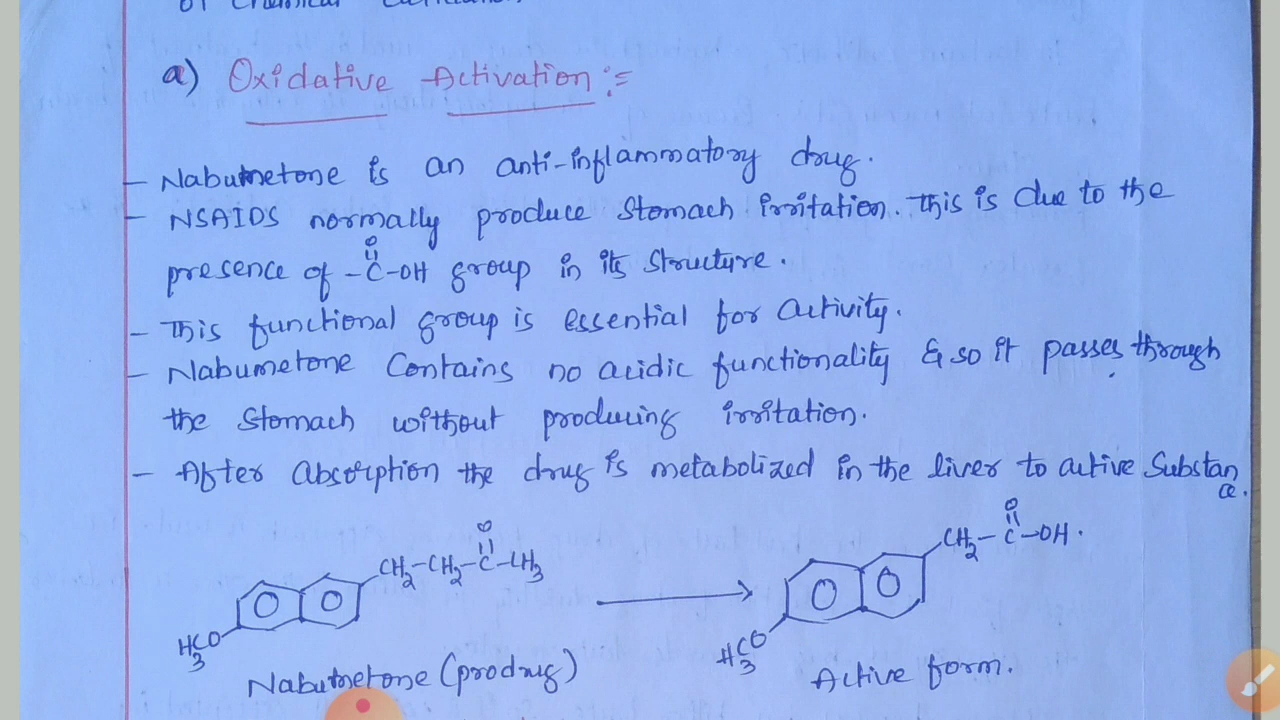 a) Oxidative Activation :=
- Nabumetone is an anti-inflammatory drug.
- NSAIDS normally produce stomach irritation. This is due to the
O
presence of -C-OH group in its structure.
- This functional group is essential for activity.
- Nabumetone contains no acidic functionality & so it passes through
the stomach without producing irritation.
- After absorption the drug is metabolized in the liver to active substan
ce.
O
CH2-C-OH.
O
CH2-CH2-C-CH3
H3CO
H3CO
Nabumetone (prodrug)
Active form.